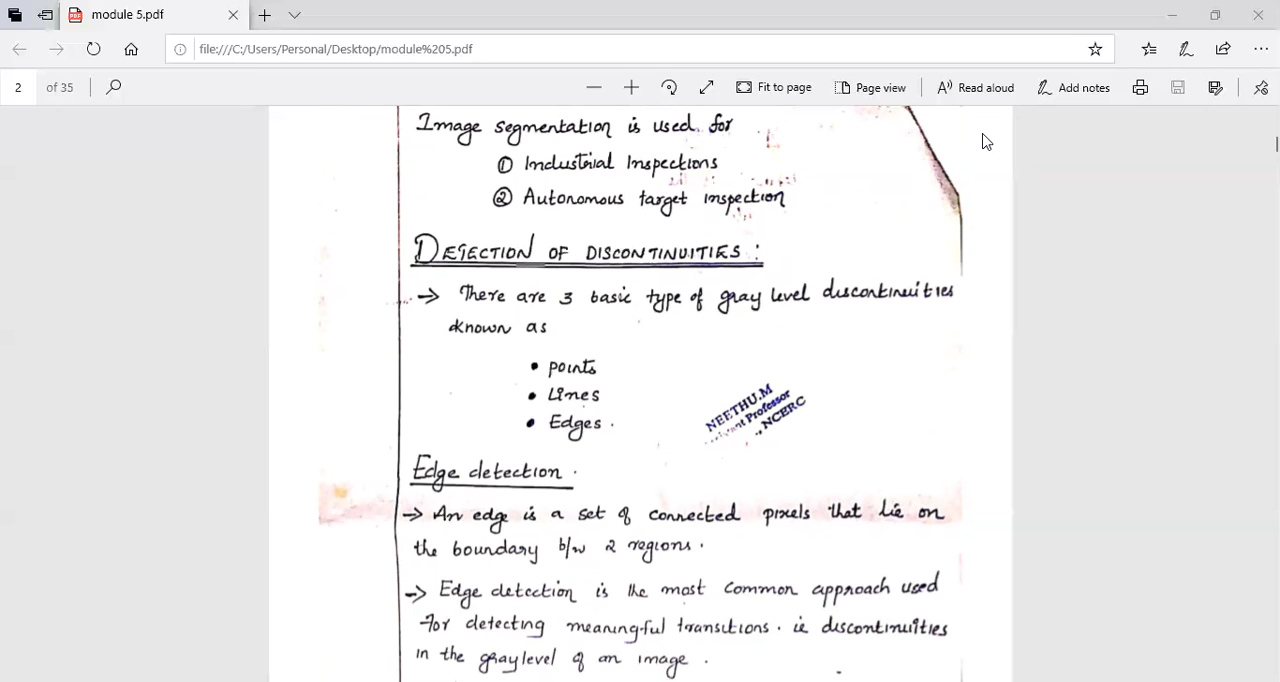 module 5.pdf
file:///C:/Users/Personal/Desktop/module%205.pdf
2 of 35 Fit to page Page view Read aloud Add notes
Image segmentation is used for
① Industrial Inspections
② Autonomous target inspection
DETECTION OF DISCONTINUITIES :
→ There are 3 basic type of gray level discontinuities
known as
• points
• Lines
• Edges .
NEETHU.M
Professor
NCERC
Edge detection .
→ An edge is a set of connected pixels that lie on
the boundary b/w 2 regions .
→ Edge detection is the most common approach used
for detecting meaningful transitions . ie discontinuities
in the gray level of an image .